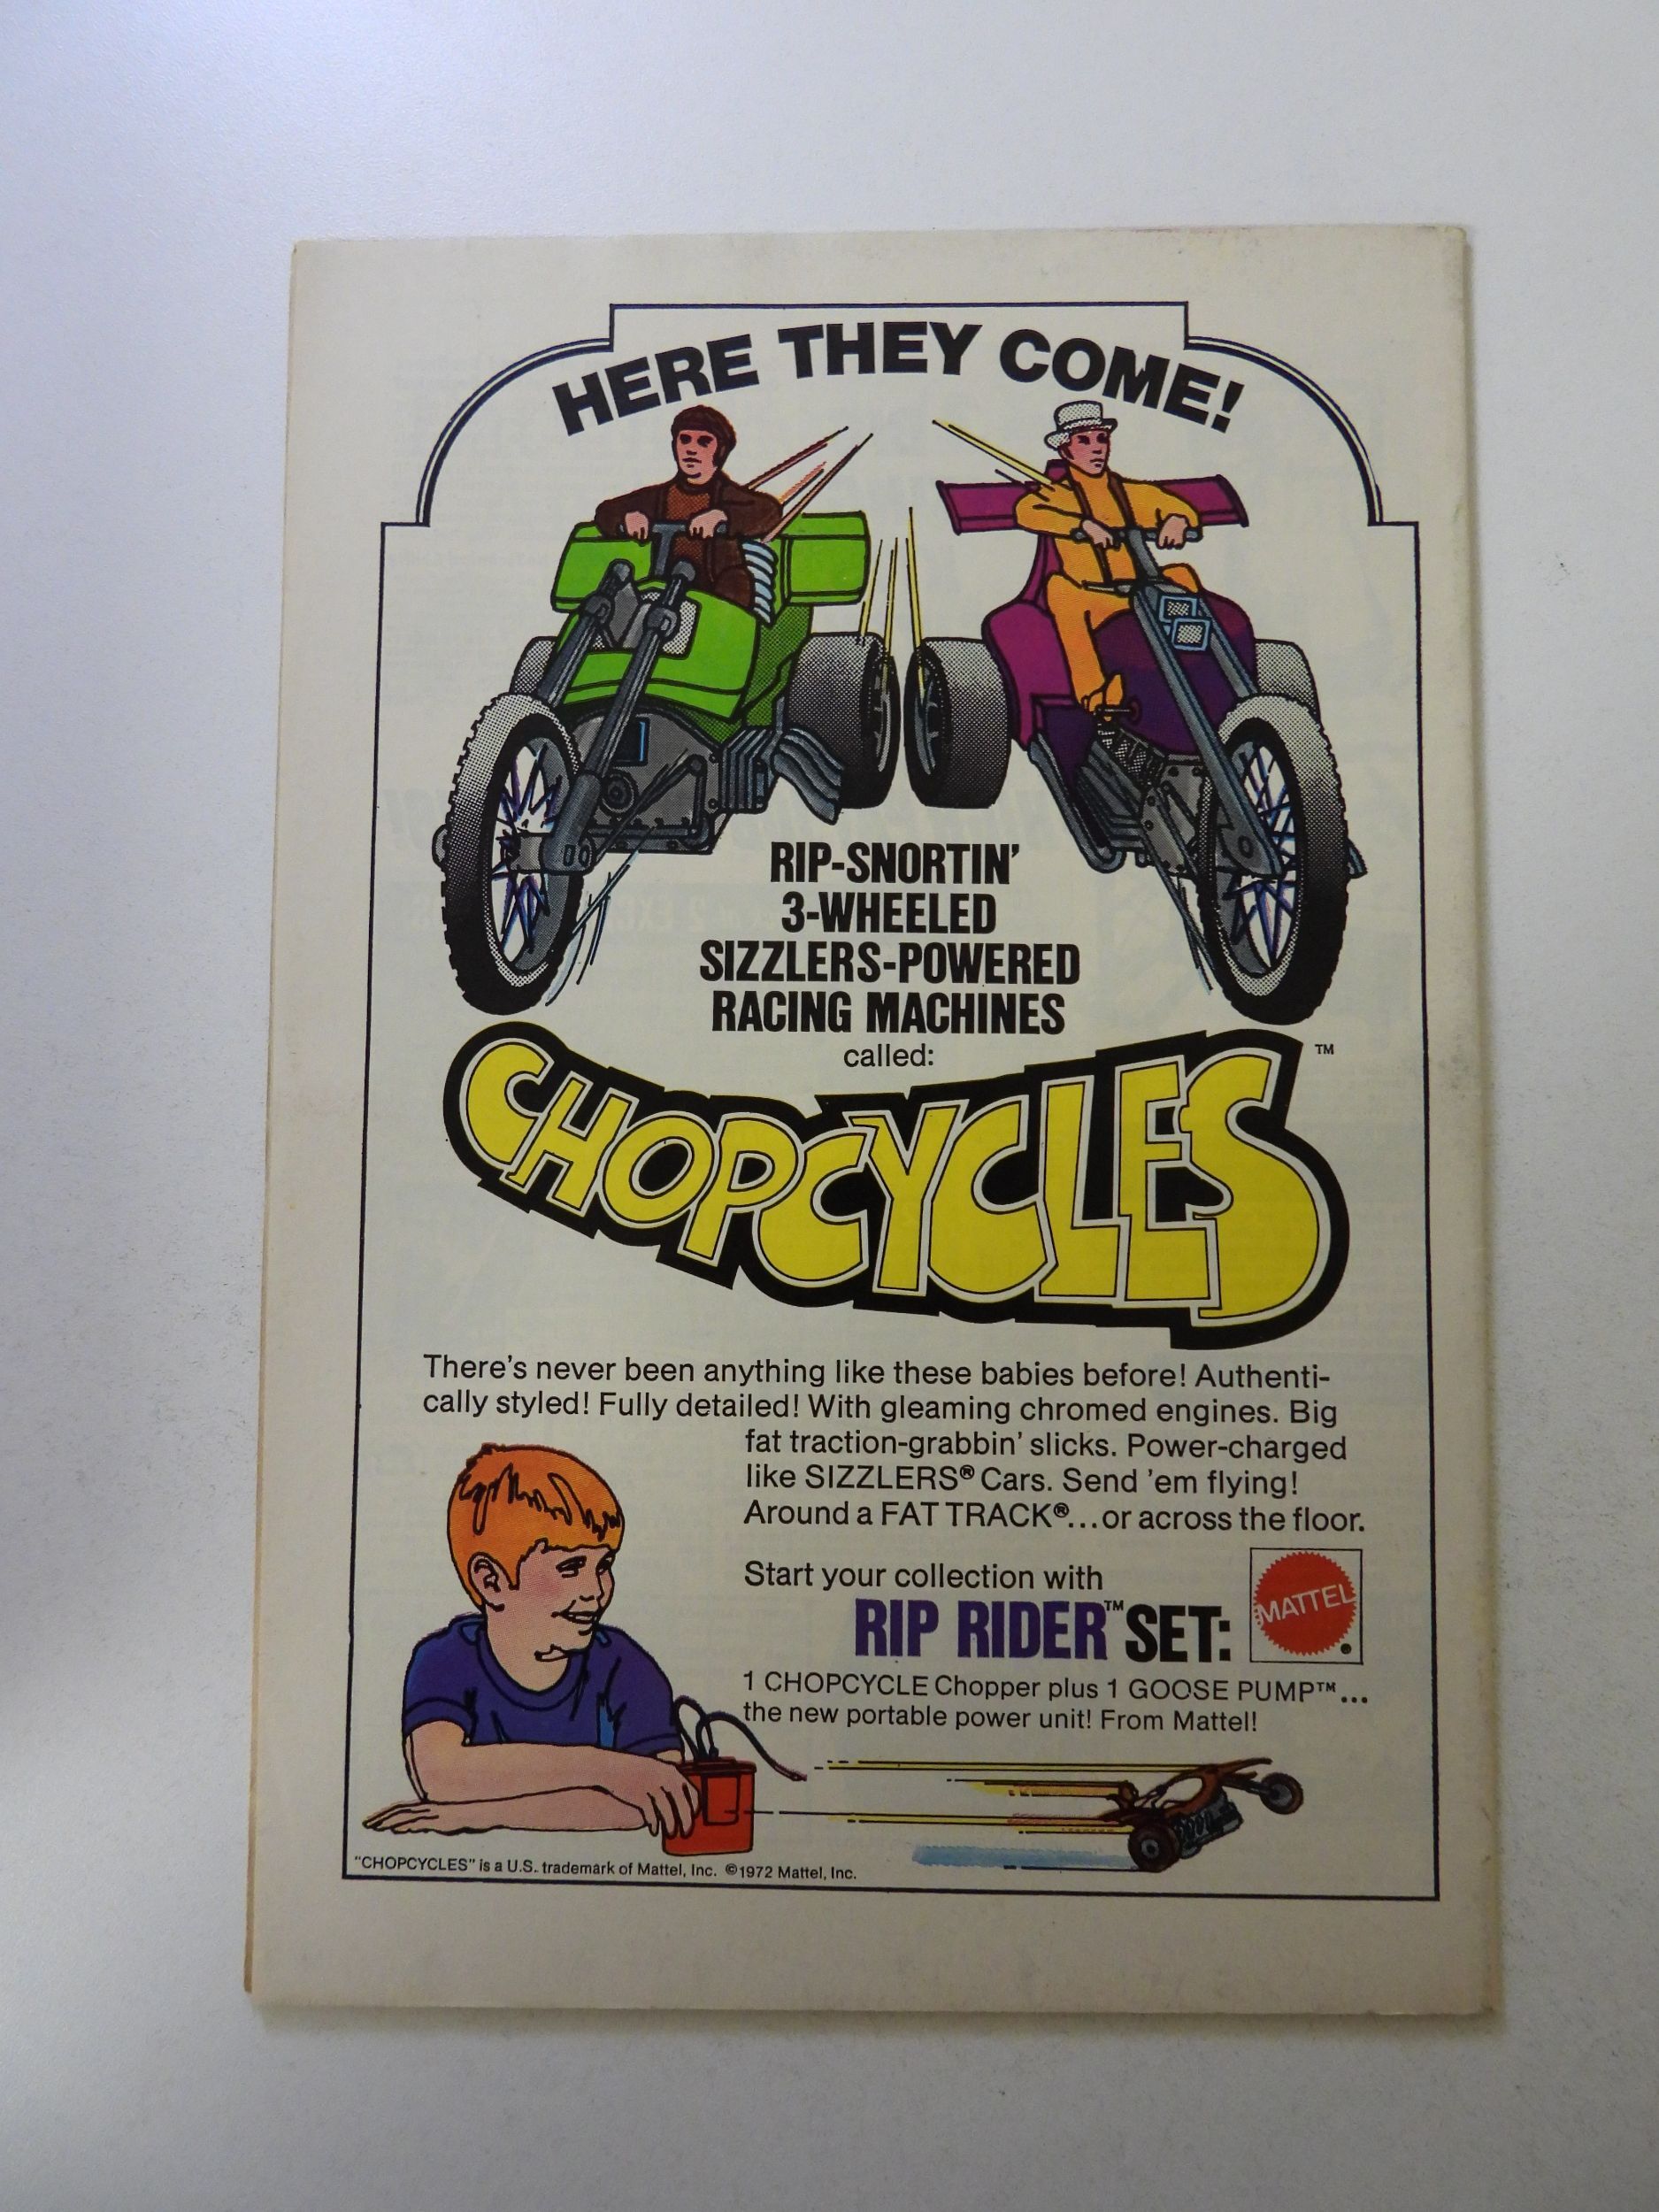 HERE THEY COME!
RIP-SNORTIN'
3-WHEELED
SIZZLERS-POWERED
RACING MACHINES
called:
CHOPCYCLES™
There's never been anything like these babies before! Authenti-
cally styled! Fully detailed! With gleaming chromed engines. Big
fat traction-grabbin' slicks. Power-charged
like SIZZLERS® Cars. Send 'em flying!
Around a FAT TRACK®...or across the floor.
Start your collection with
RIP RIDER™ SET:
MATTEL
1 CHOPCYCLE Chopper plus 1 GOOSE PUMP™...
the new portable power unit! From Mattel!
"CHOPCYCLES" is a U.S. trademark of Mattel, Inc. ©1972 Mattel, Inc.